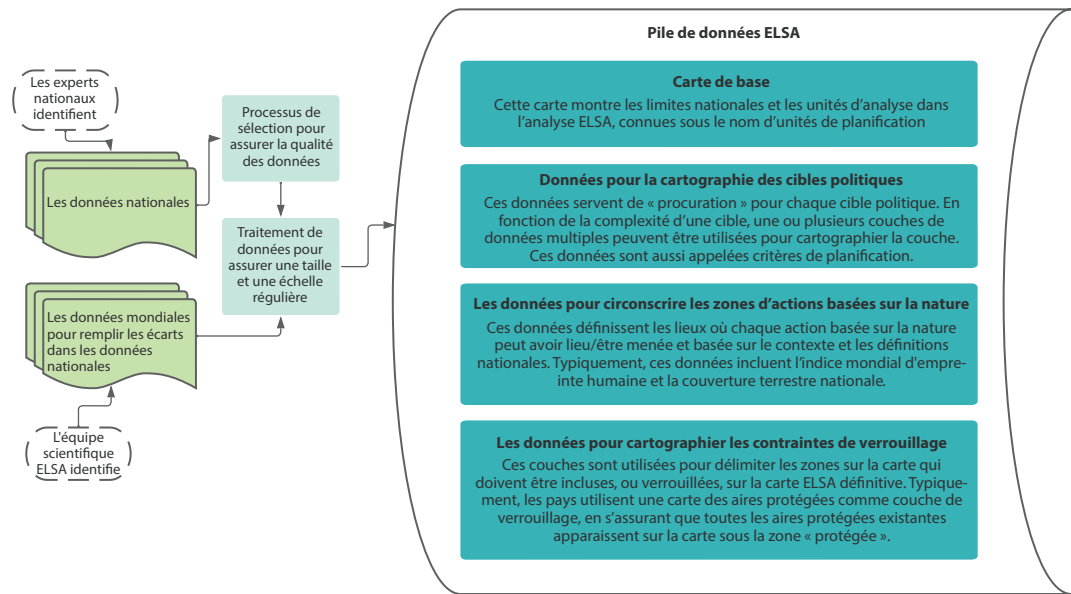 Les experts
nationaux
identifient
Les données nationales
Les données mondiales
pour remplir les écarts
dans les données
nationales
L'équipe
scientifique
ELSA identifie
Processus de
sélection pour
assurer la qualité
des données
Traitement de
données pour
assurer une taille
et une échelle
régulière
Pile de données ELSA
Carte de base
Cette carte montre les limites nationales et les unités d’analyse dans
l’analyse ELSA, connues sous le nom d’unités de planification
Données pour la cartographie des cibles politiques
Ces données servent de « procuration » pour chaque cible politique. En
fonction de la complexité d’une cible, une ou plusieurs couches de
données multiples peuvent être utilisées pour cartographier la couche.
Ces données sont aussi appelées critères de planification.
Les données pour circonscrire les zones d’actions basées sur la nature
Ces données définissent les lieux où chaque action basée sur la nature
peut avoir lieu/être menée et basée sur le contexte et les définitions
nationales. Typiquement, ces données incluent l’indice mondial d'empre-
inte humaine et la couverture terrestre nationale.
Les données pour cartographier les contraintes de verrouillage
Ces couches sont utilisées pour délimiter les zones sur la carte qui
doivent être incluses, ou verrouillées, sur la carte ELSA définitive. Typique-
ment, les pays utilisent une carte des aires protégées comme couche de
verrouillage, en s’assurant que toutes les aires protégées existantes
apparaissent sur la carte sous la zone « protégée ».